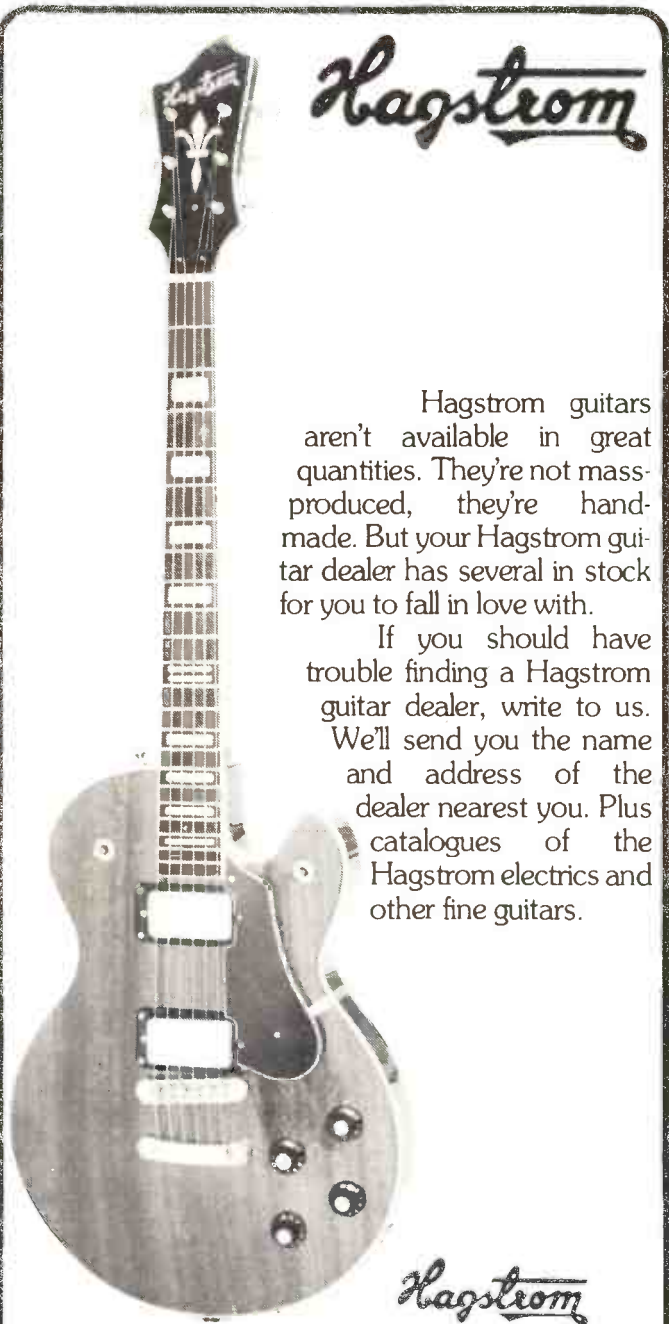 Hagstrom
Hagstrom
Hagstrom guitars
aren't available in great
quantities. They're not mass-
produced, they're hand-
made. But your Hagstrom gui-
tar dealer has several in stock
for you to fall in love with.
If you should have
trouble finding a Hagstrom
guitar dealer, write to us.
We'll send you the name
and address of the
dealer nearest you. Plus
catalogues of the
Hagstrom electrics and
other fine guitars.
Hagstrom